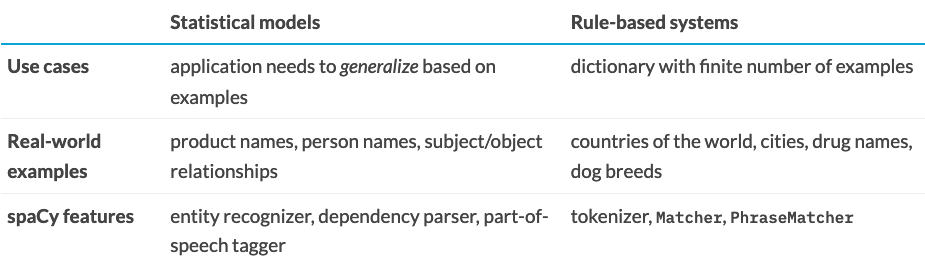 Statistical models Rule-based systems
Use cases application needs to generalize based on dictionary with finite number of examples
examples
Real-world product names, person names, subject/object countries of the world, cities, drug names,
examples relationships dog breeds
spaCy features entity recognizer, dependency parser, part-of- tokenizer, Matcher, PhraseMatcher
speech tagger